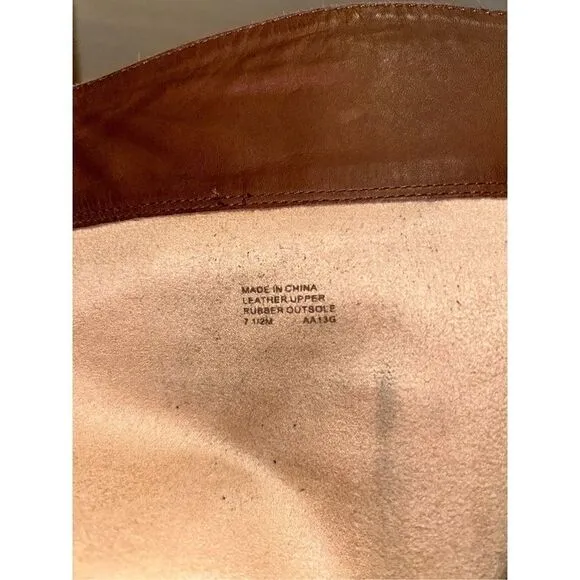 MADE IN CHINA
LEATHER UPPER
RUBBER OUTSOLE
7 1/2M AA13G